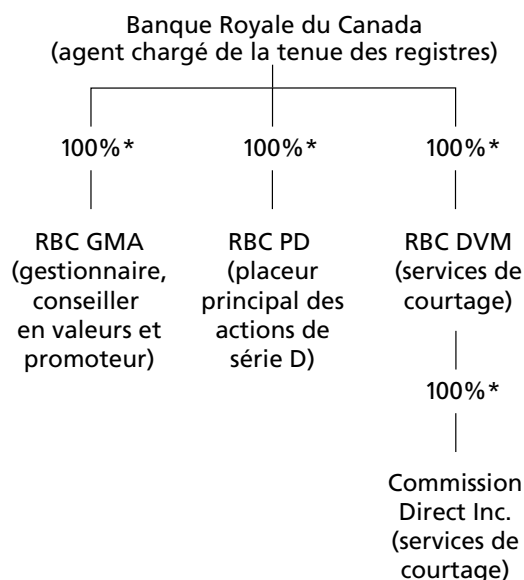 Banque Royale du Canada
(agent chargé de la tenue des registres)
100%*
100%*
100%*
RBC GMA
(gestionnaire,
conseiller
en valeurs et
promoteur)
RBC PD
(placeur
principal des
actions de
série D)
RBC DVM
(services de
courtage)
100%*
Commission
Direct Inc.
(services de
courtage)